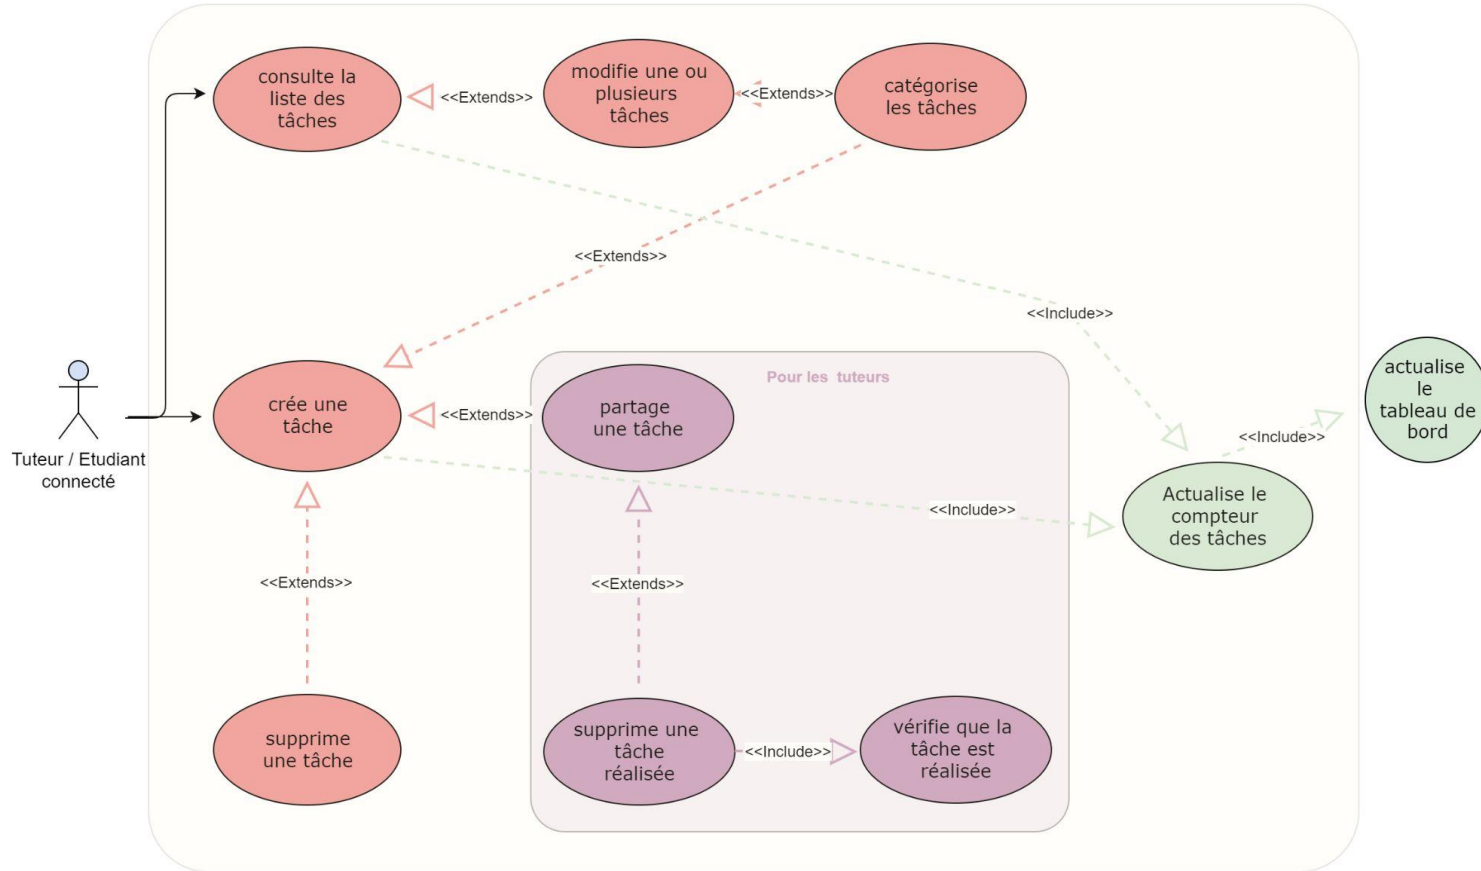 consulte la
liste des
tâches
<<Extends>>
modifie une ou
plusieurs
tâches
<<Extends>>
catégorise
les tâches
<<Extends>>
<<Include>>
Tuteur / Etudiant
connecté
crée une
tâche
<<Extends>>
Pour les tuteurs
partage
une tâche
<<Include>>
Actualise le
compteur
des tâches
<<Include>>
actualise
le
tableau de
bord
<<Extends>>
<<Extends>>
supprime
une tâche
supprime une
tâche
réalisée
<<Include>>
vérifie que la
tâche est
réalisée